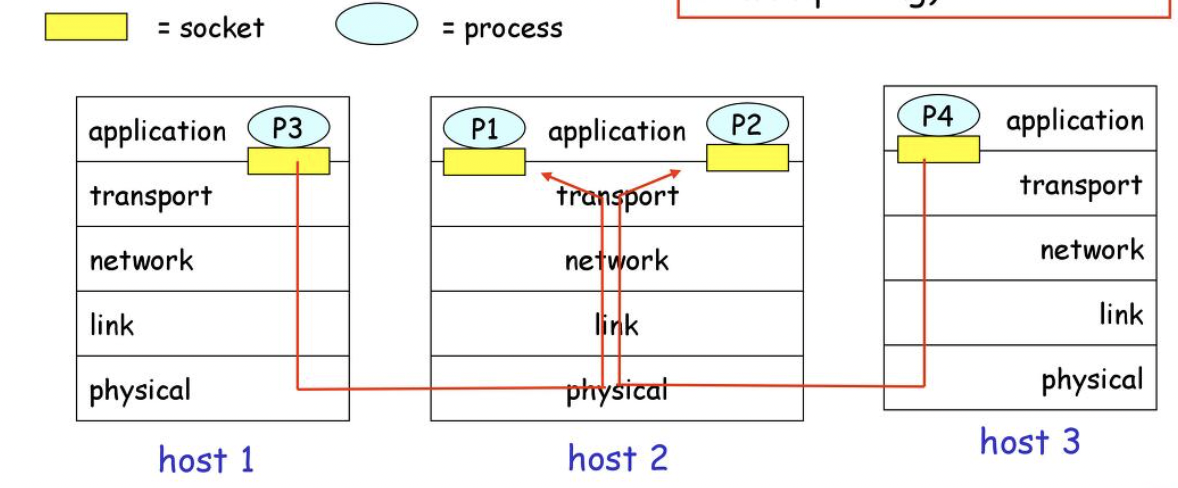 = socket
= process
application
P3
transport
network
link
physical
host 1
P1
application
P2
transport
network
link
physical
host 2
P4
application
transport
network
link
physical
host 3